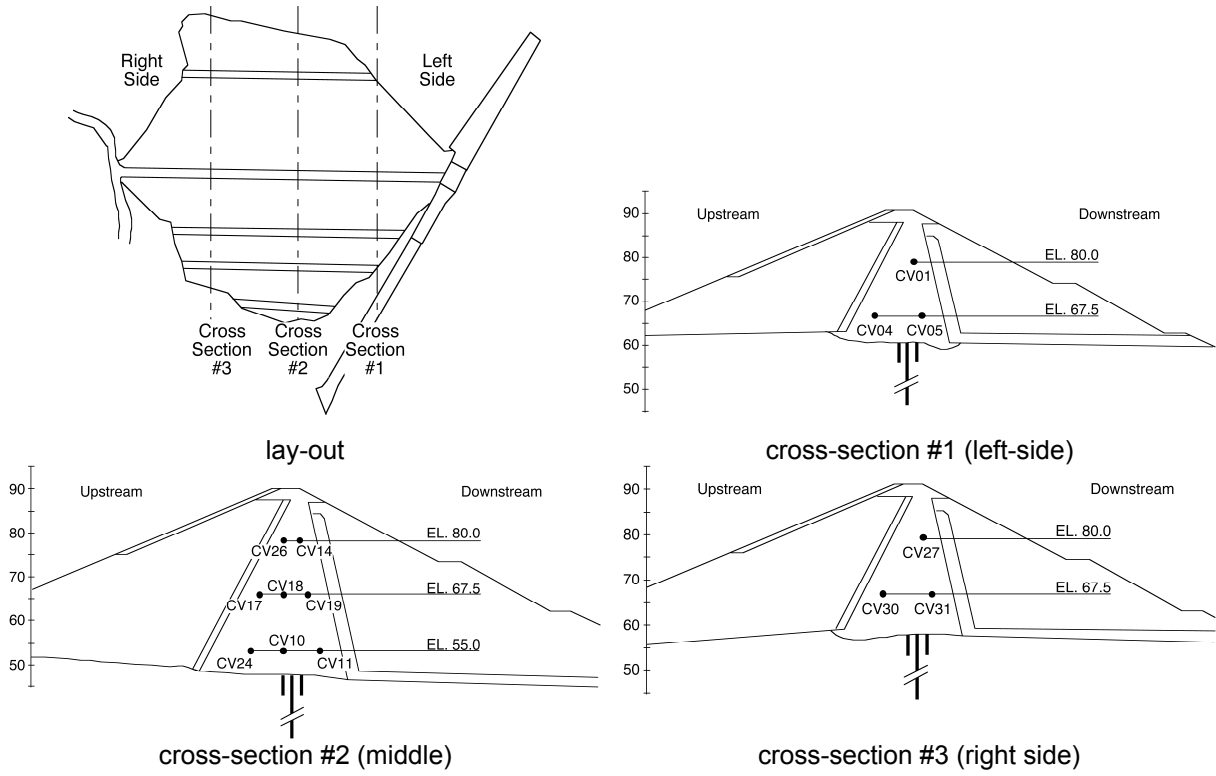 Right
Side
Left
Side
Cross
Section
#3
Cross
Section
#2
Cross
Section
#1
lay-out
90
80
70
60
50
Upstream
Downstream
EL. 80.0
CV01
EL. 67.5
CV04
CV05
cross-section #1 (left-side)
90
80
70
60
50
Upstream
Downstream
EL. 80.0
CV26
CV14
EL. 67.5
CV18
CV17
CV19
EL. 55.0
CV10
CV24
CV11
cross-section #2 (middle)
90
80
70
60
50
Upstream
Downstream
EL. 80.0
CV27
EL. 67.5
CV30
CV31
cross-section #3 (right side)